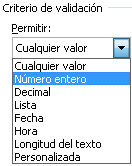 Criterio de validación
Permitir:
Cualquier valor
Cualquier valor
Número entero
Decimal
Lista
Fecha
Hora
Longitud del texto
Personalizada